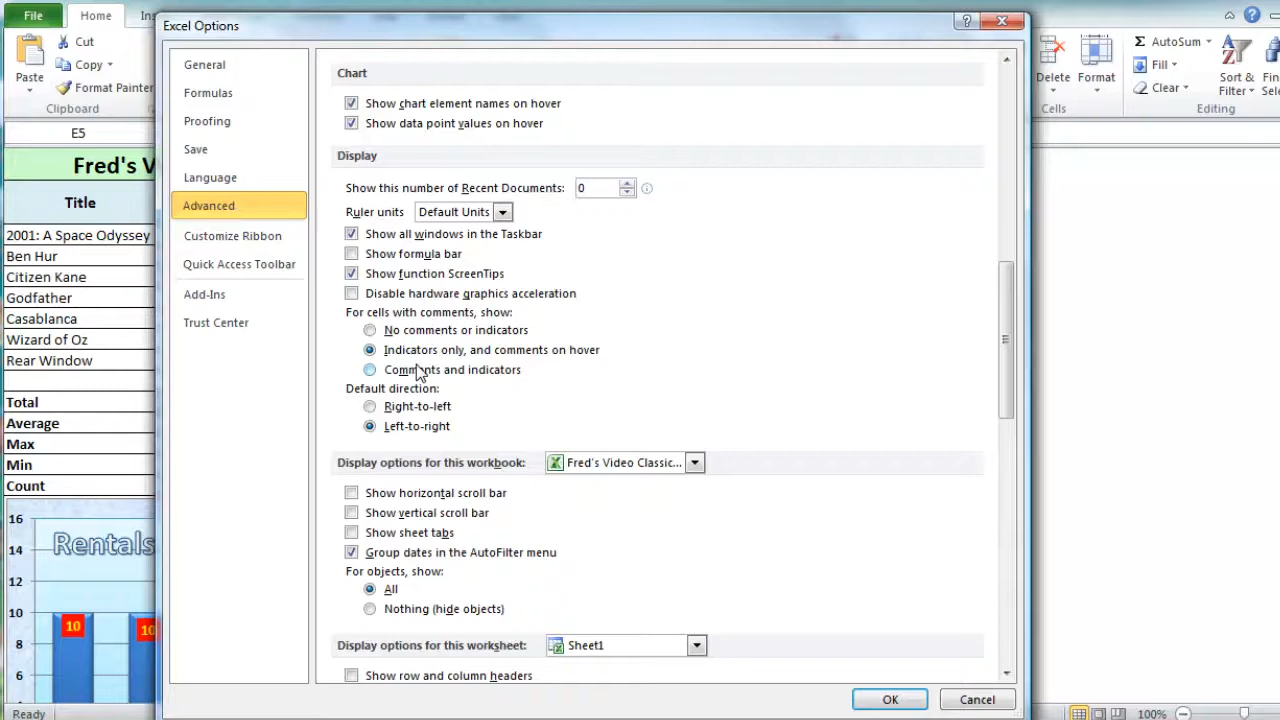 File
Home
Excel Options
Cut
Copy
Paste
Format Painter
Clipboard
AutoSum
Fill
Clear
Delete
Format
Sort &
Filter
Cells
Editing
E5
Fred's V
Title
2001: A Space Odyssey
Ben Hur
Citizen Kane
Godfather
Casablanca
Wizard of Oz
Rear Window
Total
Average
Max
Min
Count
16
14
12
10
8
6
Rentals
10
10
Ready
General
Formulas
Proofing
Save
Language
Advanced
Customize Ribbon
Quick Access Toolbar
Add-Ins
Trust Center
Chart
Show chart element names on hover
Show data point values on hover
Display
Show this number of Recent Documents: 0
Ruler units Default Units
Show all windows in the Taskbar
Show formula bar
Show function ScreenTips
Disable hardware graphics acceleration
For cells with comments, show:
No comments or indicators
Indicators only, and comments on hover
Comments and indicators
Default direction:
Right-to-left
Left-to-right
Display options for this workbook: Fred's Video Classic...
Show horizontal scroll bar
Show vertical scroll bar
Show sheet tabs
Group dates in the AutoFilter menu
For objects, show:
All
Nothing (hide objects)
Display options for this worksheet: Sheet1
Show row and column headers
OK
Cancel
100%